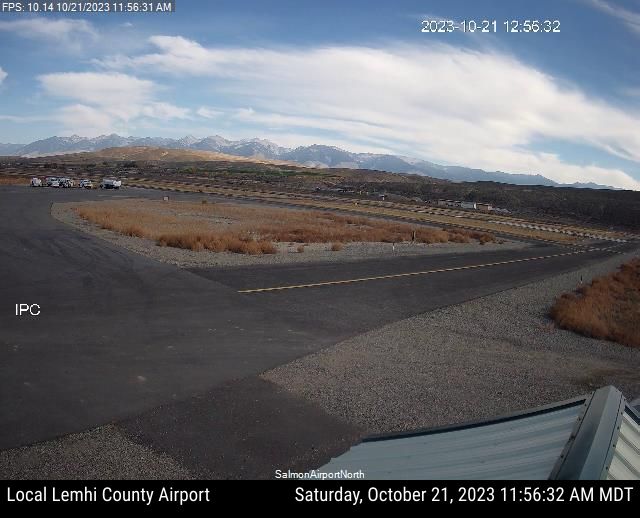 FPS: 10.14 10/21/2023 11:56:31 AM
2023-10-21 12:56:32
IPC
SalmonAirportNorth
Local Lemhi County Airport
Saturday, October 21, 2023 11:56:32 AM MDT